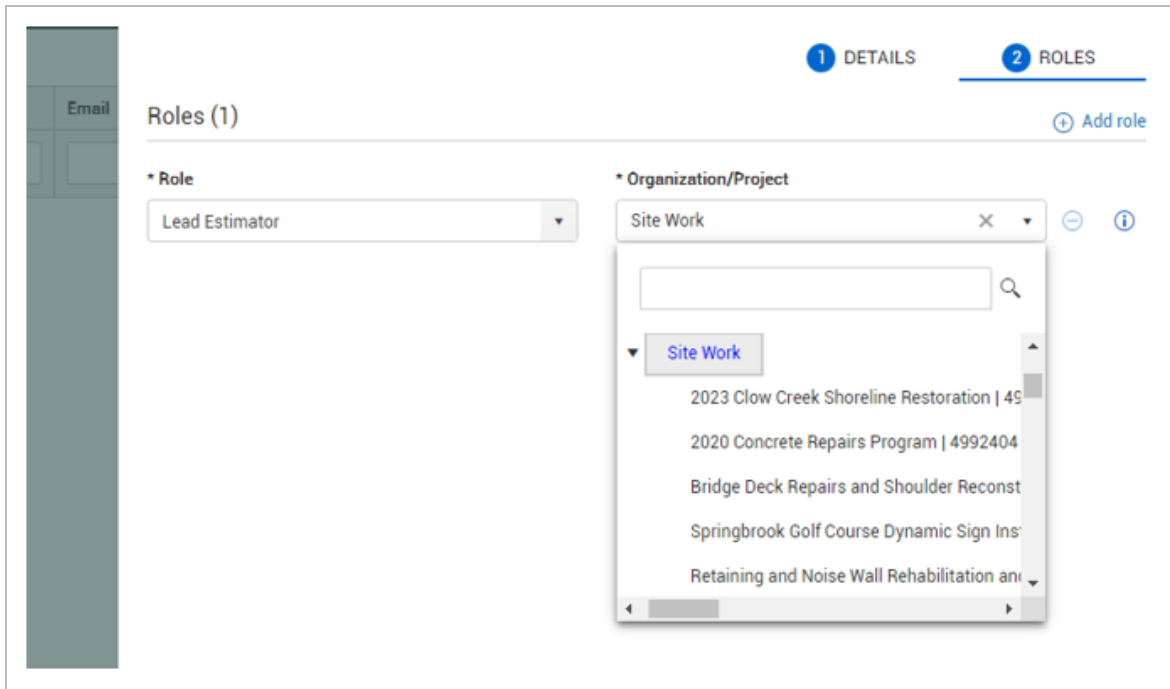 1 DETAILS
2 ROLES
Email
Roles (1)
Add role
* Role
* Organization/Project
Lead Estimator
Site Work
Site Work
2023 Clow Creek Shoreline Restoration | 49
2020 Concrete Repairs Program | 4992404
Bridge Deck Repairs and Shoulder Reconst
Springbrook Golf Course Dynamic Sign Ins
Retaining and Noise Wall Rehabilitation an